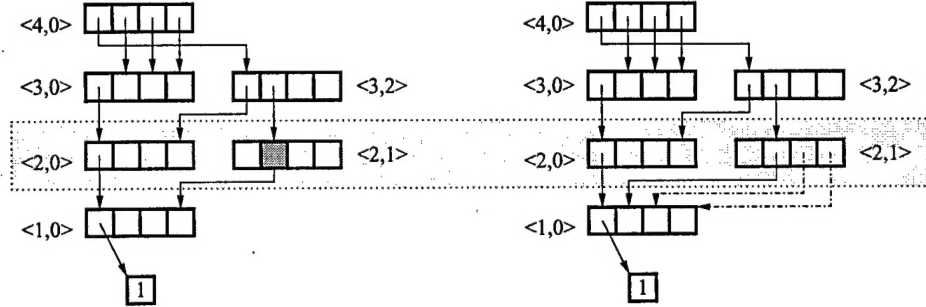 <4,0> <4,0>
<3,0> <3,2> <3,0> <3,2>
<2,0> <2,1> <2,0> <2,1>
<1,0> <1,0>
1 1